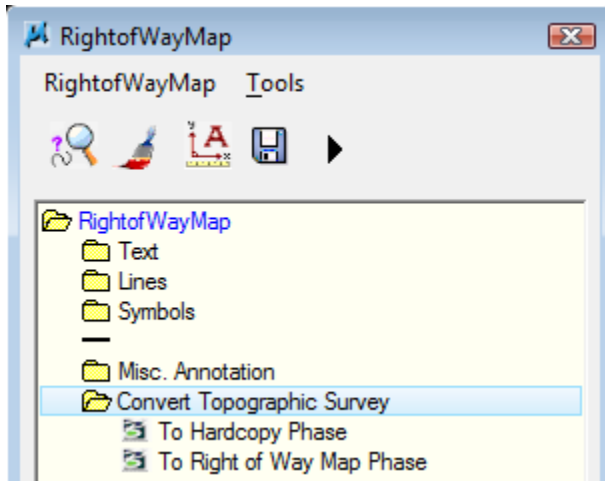 RightofWayMap
RightofWayMap Tools
RightofWayMap
Text
Lines
Symbols
Misc. Annotation
Convert Topographic Survey
To Hardcopy Phase
To Right of Way Map Phase